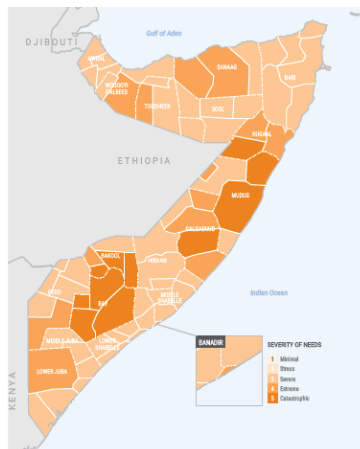 Gulf of Aden
DJIBOUTI
AWDAL
WOQOOYI
GALBEED
TOGDHEER
SANAAG
SOOL
BARI
NUGAAL
ETHIOPIA
MUDUG
GALGADUUD
BAKOOL
HIRAAN
GEDO
BAY
MIDDLE
SHABELLE
Indian Ocean
LOWER
SHABELLE
MIDDLE JUBA
LOWER JUBA
KENYA
BANADIR
SEVERITY OF NEEDS
1 Minimal
2 Stress
3 Severe
4 Extreme
5 Catastrophic